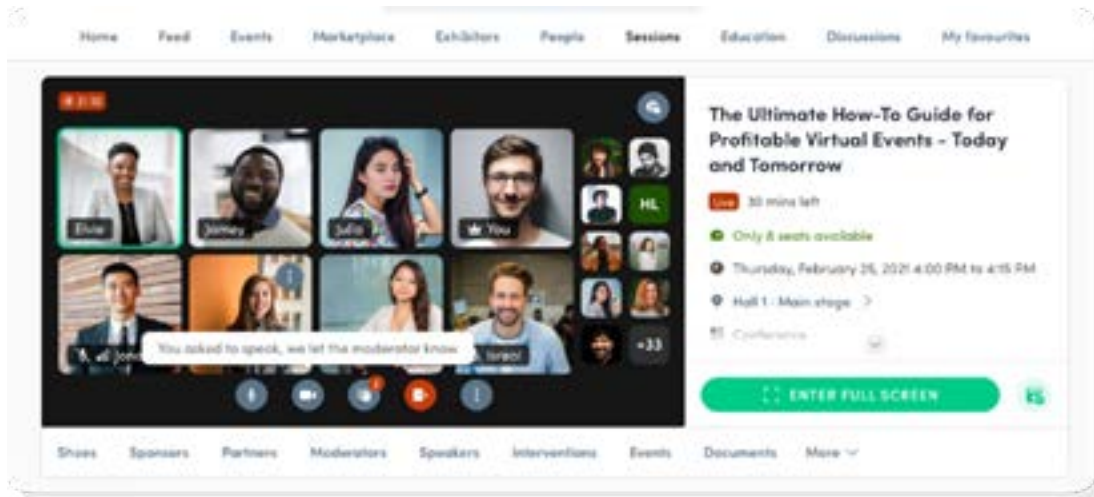 Home Feed Events Marketplace Exhibitors People Sessions Education Discussions My favourites
The Ultimate How-To Guide for
Profitable Virtual Events - Today
and Tomorrow
Live 30 mins left
Only 8 seats available
Thursday, February 25, 2021 4:00 PM to 4:15 PM
Hall 1 - Main stage
Conference
ENTER FULL SCREEN
Elvie Jamey Julia You
HL
You asked to speak, we let the moderator know
Israel
+33
Sponsors Partners Moderators Speakers Interventions Events Documents More